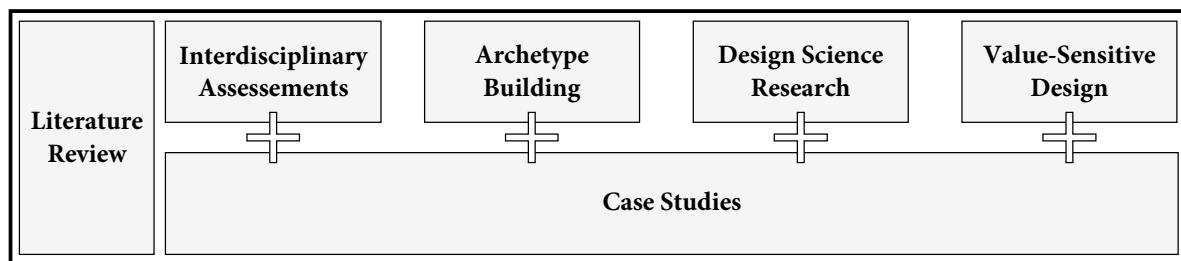 Literature
Review
Interdisciplinary
Assessements
Archetype
Building
Design Science
Research
Value-Sensitive
Design
Case Studies